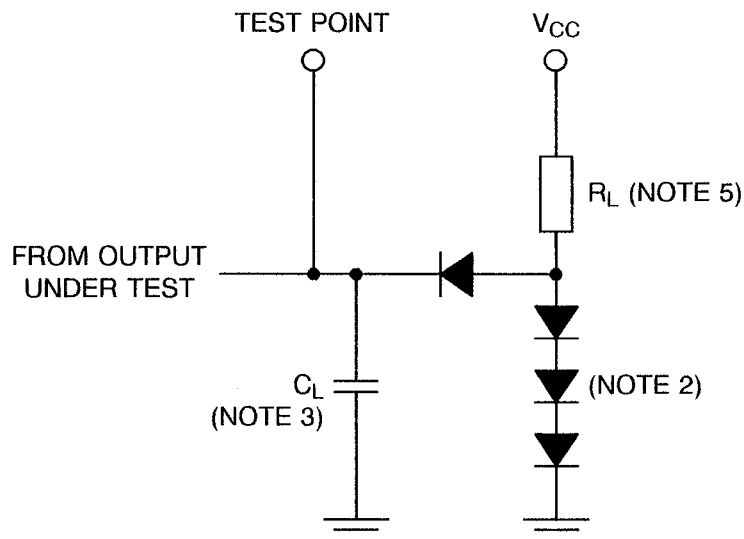 TEST POINT
VCC
RL (NOTE 5)
FROM OUTPUT
UNDER TEST
CL
(NOTE 3)
(NOTE 2)